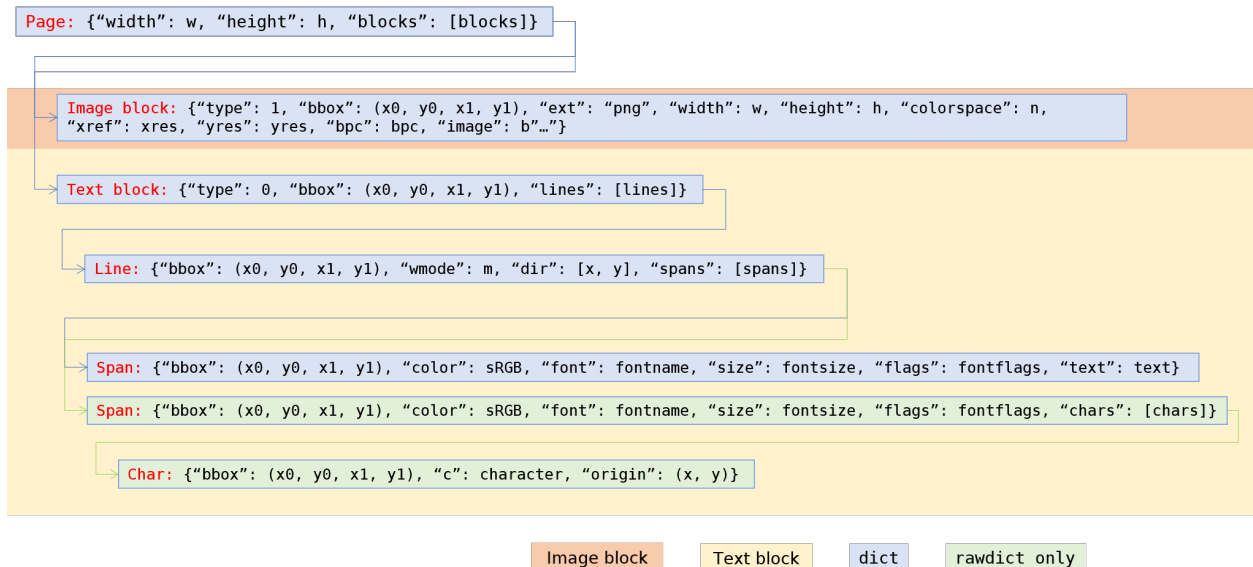 Page: {“width”: w, “height”: h, “blocks”: [blocks]}
Image block: {“type”: 1, “bbox”: (x0, y0, x1, y1), “ext”: “png”, “width”: w, “height”: h, “colorspace”: n,
“xref”: xres, “yres”: yres, “bpc”: bpc, “image”: b”…”}
Text block: {“type”: 0, “bbox”: (x0, y0, x1, y1), “lines”: [lines]}
Line: {“bbox”: (x0, y0, x1, y1), “wmode”: m, “dir”: [x, y], “spans”: [spans]}
Span: {“bbox”: (x0, y0, x1, y1), “color”: sRGB, “font”: fontname, “size”: fontsize, “flags”: fontflags, “text”: text}
Span: {“bbox”: (x0, y0, x1, y1), “color”: sRGB, “font”: fontname, “size”: fontsize, “flags”: fontflags, “chars”: [chars]}
Char: {“bbox”: (x0, y0, x1, y1), “c”: character, “origin”: (x, y)}
Image block Text block dict rawdict only